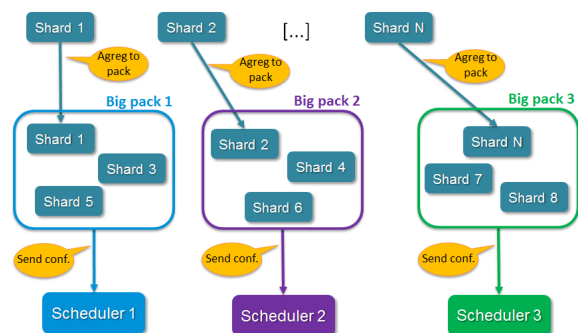 Shard 1
Shard 2
[...]
Shard N
Agreg to
pack
Agreg to
pack
Agreg to
pack
Big pack 1
Big pack 2
Big pack 3
Shard 1
Shard 3
Shard 5
Shard 2
Shard 4
Shard 6
Shard N
Shard 7
Shard 8
Send conf.
Send conf.
Send conf.
Scheduler 1
Scheduler 2
Scheduler 3